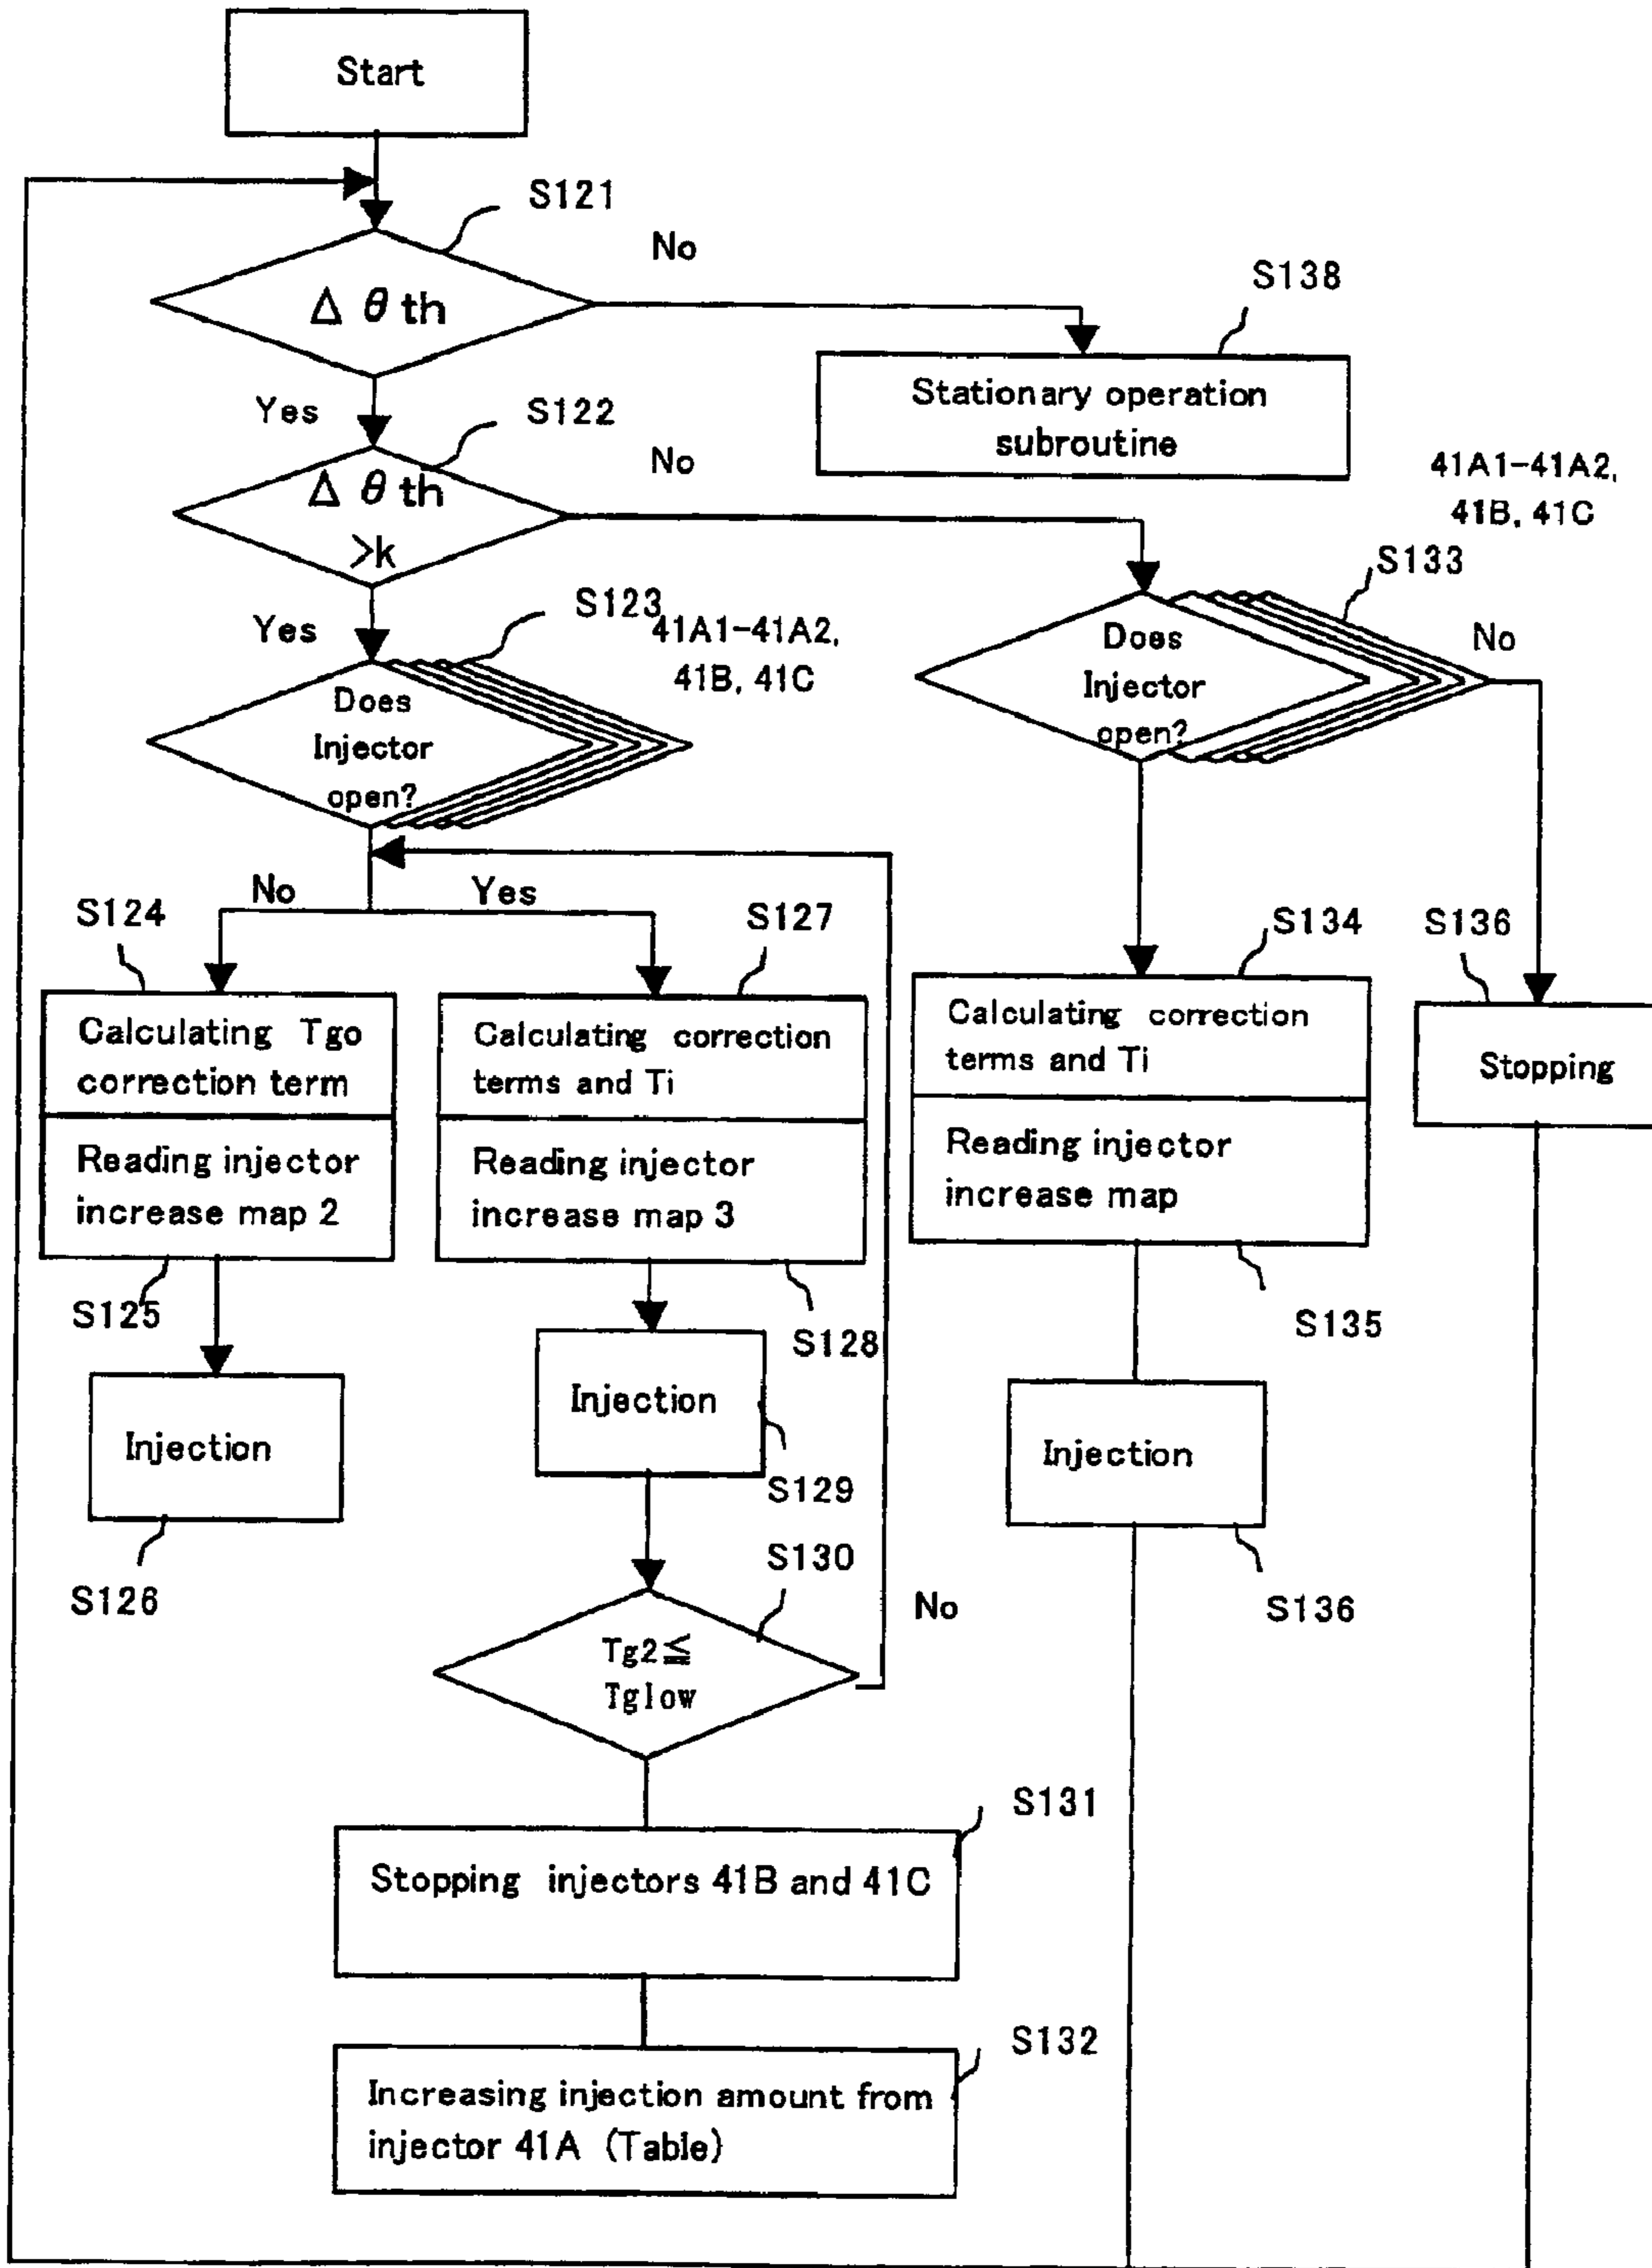 Start
S121
No
Δ θ th
S138
Stationary operation
subroutine
Yes
S122
No
Δ θ th
>k
41A1-41A2,
41B, 41C
S133
Yes
S123
41A1-41A2,
41B, 41C
Does
Injector
open?
Does
Injector
open?
No
No
Yes
S124
S127
S134
S136
Calculating Tgo
correction term
Reading injector
increase map 2
Calculating correction
terms and Ti
Reading injector
increase map 3
Calculating correction
terms and Ti
Reading injector
increase map
Stopping
S125
S128
S135
Injection
Injection
Injection
S129
S126
S130
No
S136
Tg2≦
Tglow
S131
Stopping injectors 41B and 41C
S132
Increasing injection amount from
injector 41A (Table)